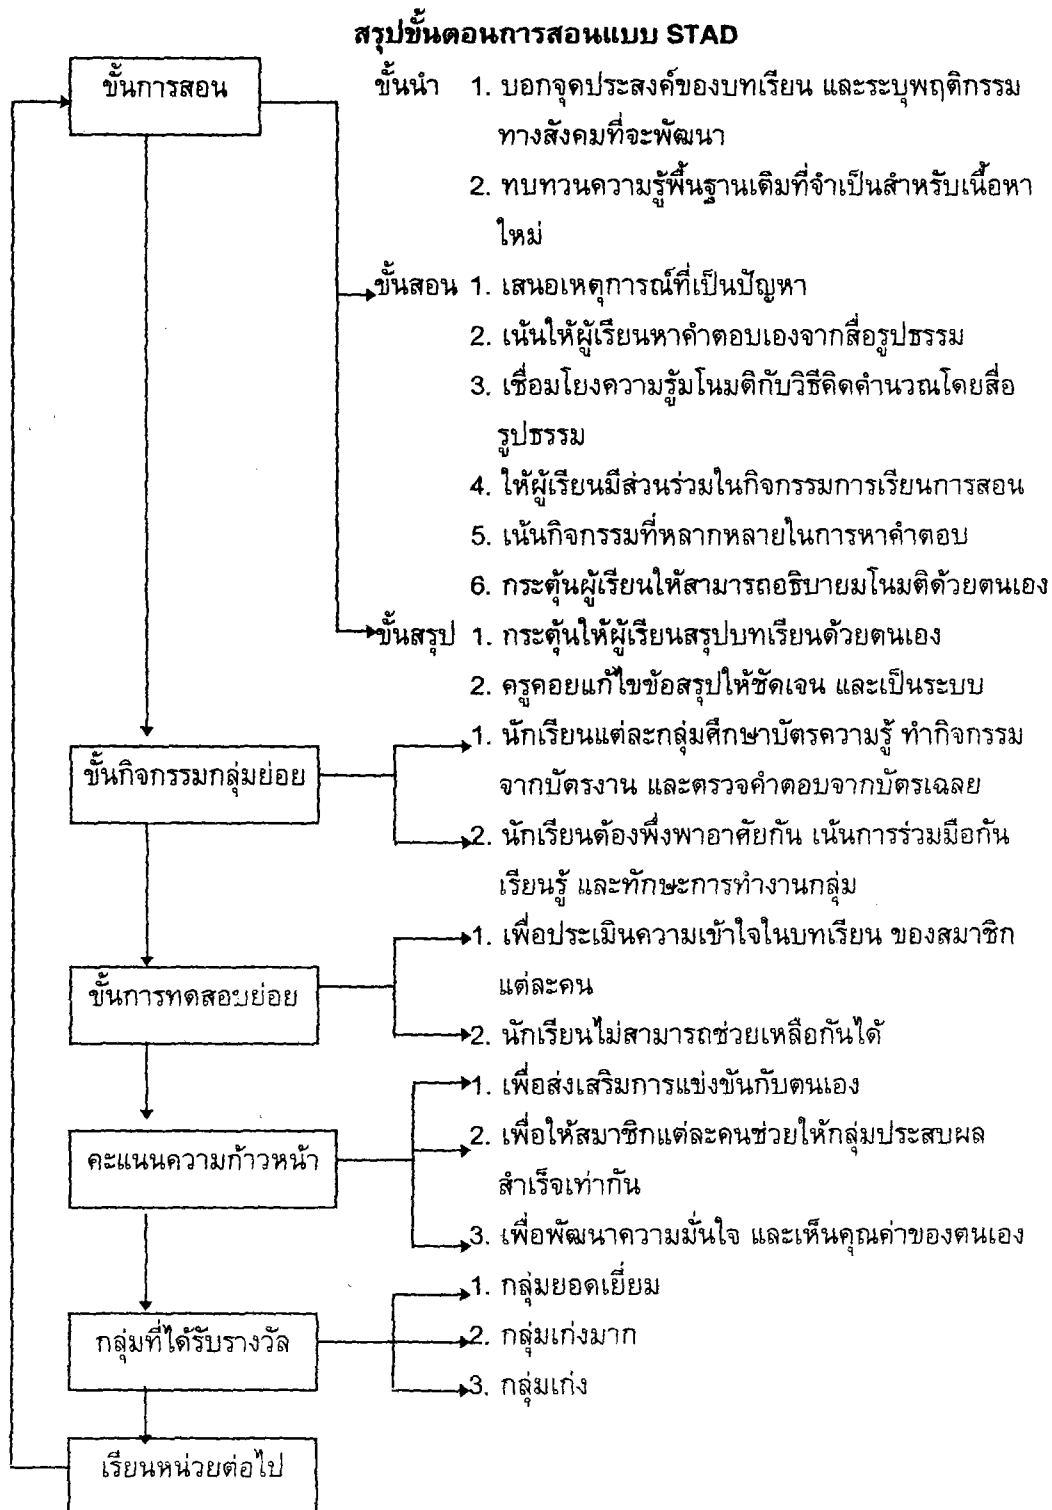 สรุปขั้นตอนการสอนแบบ STAD
ขั้นการสอน
ขั้นนำ 1. บอกจุดประสงค์ของบทเรียน และระบุพฤติกรรม
ทางสังคมที่จะพัฒนา
2. ทบทวนความรู้พื้นฐานเดิมที่จำเป็นสำหรับเนื้อหา
ใหม่
ขั้นสอน 1. เสนอเหตุการณ์ที่เป็นปัญหา
2. เน้นให้ผู้เรียนหาคำตอบเองจากสื่อรูปธรรม
3. เชื่อมโยงความรู้มโนมติกับวิธีคิดคำนวณโดยสื่อ
รูปธรรม
4. ให้ผู้เรียนมีส่วนร่วมในกิจกรรมการเรียนการสอน
5. เน้นกิจกรรมที่หลากหลายในการหาคำตอบ
6. กระตุ้นผู้เรียนให้สามารถอธิบายมโนมติด้วยตนเอง
ขั้นสรุป 1. กระตุ้นให้ผู้เรียนสรุปบทเรียนด้วยตนเอง
2. ครูคอยแก้ไขข้อสรุปให้ชัดเจน และเป็นระบบ
ขั้นกิจกรรมกลุ่มย่อย
1. นักเรียนแต่ละกลุ่มศึกษาบัตรความรู้ ทำกิจกรรม
จากบัตรงาน และตรวจคำตอบจากบัตรเฉลย
2. นักเรียนต้องพึ่งพาอาศัยกัน เน้นการร่วมมือกัน
เรียนรู้ และทักษะการทำงานกลุ่ม
ขั้นการทดสอบย่อย
1. เพื่อประเมินความเข้าใจในบทเรียน ของสมาชิก
แต่ละคน
2. นักเรียนไม่สามารถช่วยเหลือกันได้
คะแนนความก้าวหน้า
1. เพื่อส่งเสริมการแข่งขันกับตนเอง
2. เพื่อให้สมาชิกแต่ละคนช่วยให้กลุ่มประสบผล
สำเร็จเท่ากัน
3. เพื่อพัฒนาความมั่นใจ และเห็นคุณค่าของตนเอง
กลุ่มที่ได้รับรางวัล
1. กลุ่มยอดเยี่ยม
2. กลุ่มเก่งมาก
3. กลุ่มเก่ง
เรียนหน่วยต่อไป